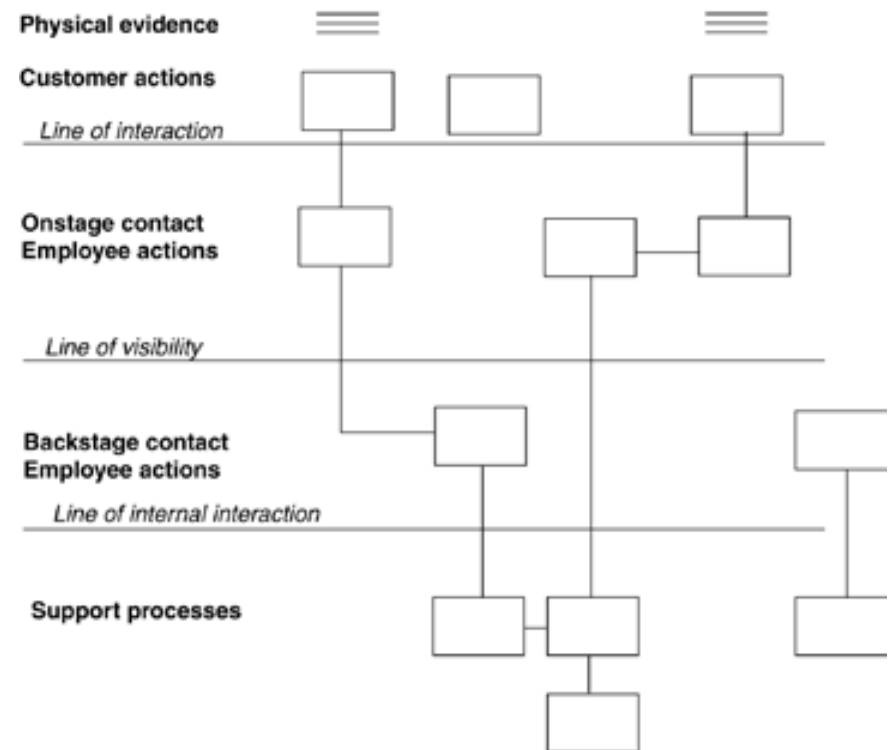 Physical evidence
Customer actions
Line of interaction
Onstage contact
Employee actions
Line of visibility
Backstage contact
Employee actions
Line of internal interaction
Support processes